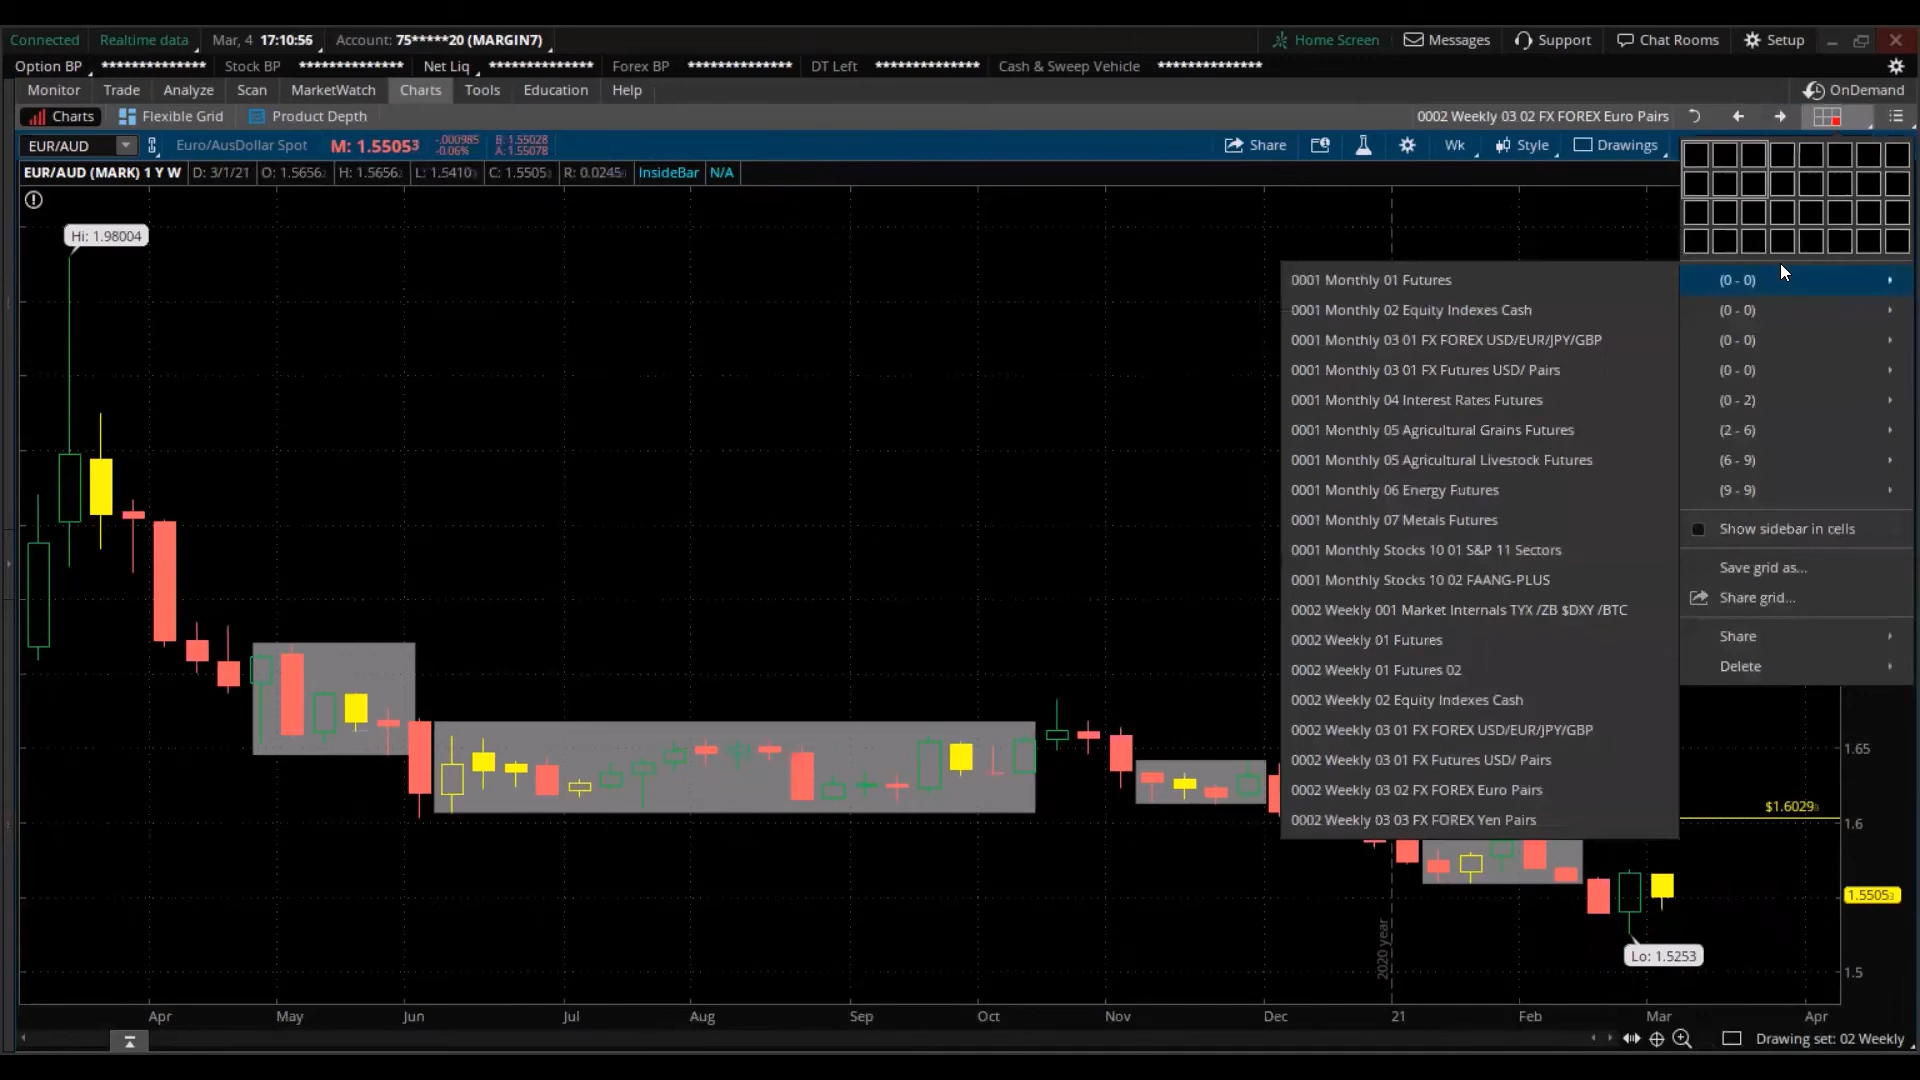 Connected Realtime data Mar, 4 17:10:56 Account: 75*****20 (MARGIN7) Home Screen Messages Support Chat Rooms Setup
Option BP ************** Stock BP ************** Net Liq ************** Forex BP ************** DT Left ************** Cash & Sweep Vehicle **************
Monitor Trade Analyze Scan MarketWatch Charts Tools Education Help OnDemand
Charts Flexible Grid Product Depth 0002 Weekly 03 02 FX FOREX Euro Pairs
EUR/AUD Euro/AusDollar Spot M: 1.55053 -.000985 -0.06% B: 1.55028 A: 1.55078 Share Wk Style Drawings
EUR/AUD (MARK) 1 Y W D: 3/1/21 O: 1.5656 H: 1.5656 L: 1.5410 C: 1.5505 R: 0.0245 InsideBar N/A
Hi: 1.98004
0001 Monthly 01 Futures
0001 Monthly 02 Equity Indexes Cash
0001 Monthly 03 01 FX FOREX USD/EUR/JPY/GBP
0001 Monthly 03 01 FX Futures USD/ Pairs
0001 Monthly 04 Interest Rates Futures
0001 Monthly 05 Agricultural Grains Futures
0001 Monthly 05 Agricultural Livestock Futures
0001 Monthly 06 Energy Futures
0001 Monthly 07 Metals Futures
0001 Monthly Stocks 10 01 S&P 11 Sectors
0001 Monthly Stocks 10 02 FAANG-PLUS
0002 Weekly 001 Market Internals TYX /ZB $DXY /BTC
0002 Weekly 01 Futures
0002 Weekly 01 Futures 02
0002 Weekly 02 Equity Indexes Cash
0002 Weekly 03 01 FX FOREX USD/EUR/JPY/GBP
0002 Weekly 03 01 FX Futures USD/ Pairs
0002 Weekly 03 02 FX FOREX Euro Pairs
0002 Weekly 03 03 FX FOREX Yen Pairs
(0 - 0)
(0 - 0)
(0 - 0)
(0 - 0)
(0 - 2)
(2 - 6)
(6 - 9)
(9 - 9)
Show sidebar in cells
Save grid as...
Share grid...
Share
Delete
1.65
$1.6029
1.6
1.5505
Lo: 1.5253
1.5
2020 year
Apr May Jun Jul Aug Sep Oct Nov Dec 21 Feb Mar Apr
Drawing set: 02 Weekly